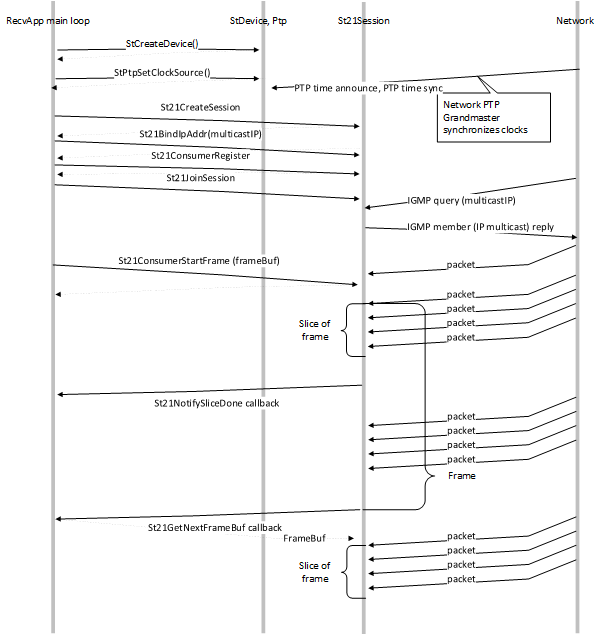 RecvApp main loop
StDevice, Ptp
St21Session
Network
StCreateDevice()
StPtpSetClockSource()
PTP time announce, PTP time sync
Network PTP
Grandmaster
synchronizes clocks
St21CreateSession
St21BindIpAddr(multicastIP)
St21ConsumerRegister
St21JoinSession
IGMP query (multicastIP)
IGMP member (IP multicast) reply
St21ConsumerStartFrame (frameBuf)
packet
packet
packet
packet
packet
Slice of
frame
St21NotifySliceDone callback
packet
packet
packet
packet
Frame
St21GetNextFrameBuf callback
FrameBuf
packet
packet
packet
packet
Slice of
frame